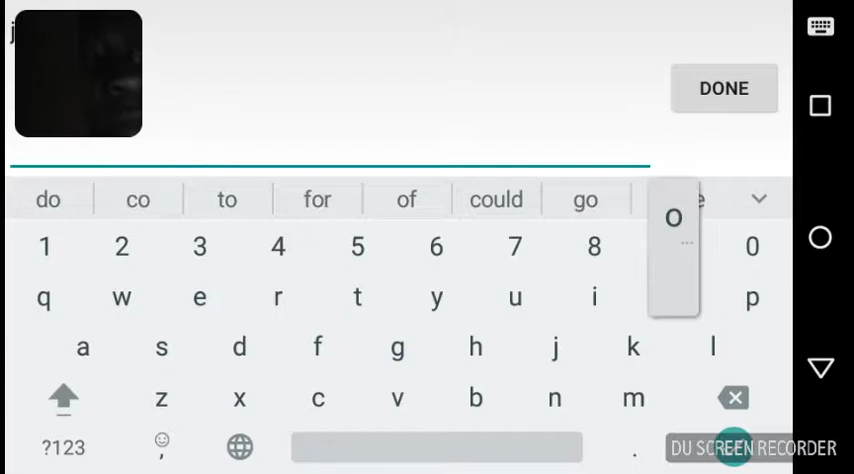 j
DONE
do co to for of could go e
1 2 3 4 5 6 7 8 0
q w e r t y u i o p
a s d f g h j k l
z x c v b n m
?123 , .
DU SCREEN RECORDER